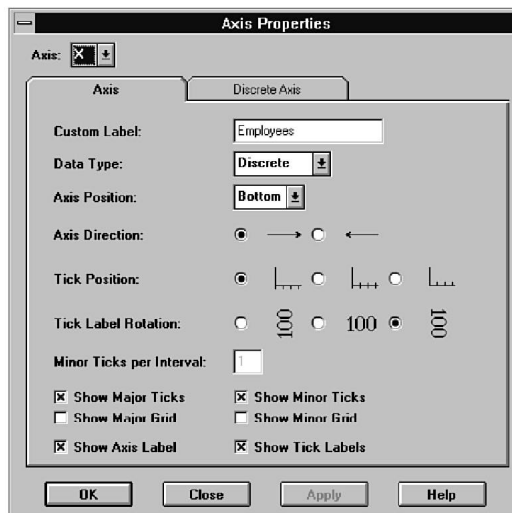 Axis Properties
Axis: X
Axis Discrete Axis
Custom Label: Employees
Data Type: Discrete
Axis Position: Bottom
Axis Direction:
Tick Position:
Tick Label Rotation: 100 100 100
Minor Ticks per Interval: 1
Show Major Ticks Show Minor Ticks
Show Major Grid Show Minor Grid
Show Axis Label Show Tick Labels
OK Close Apply Help